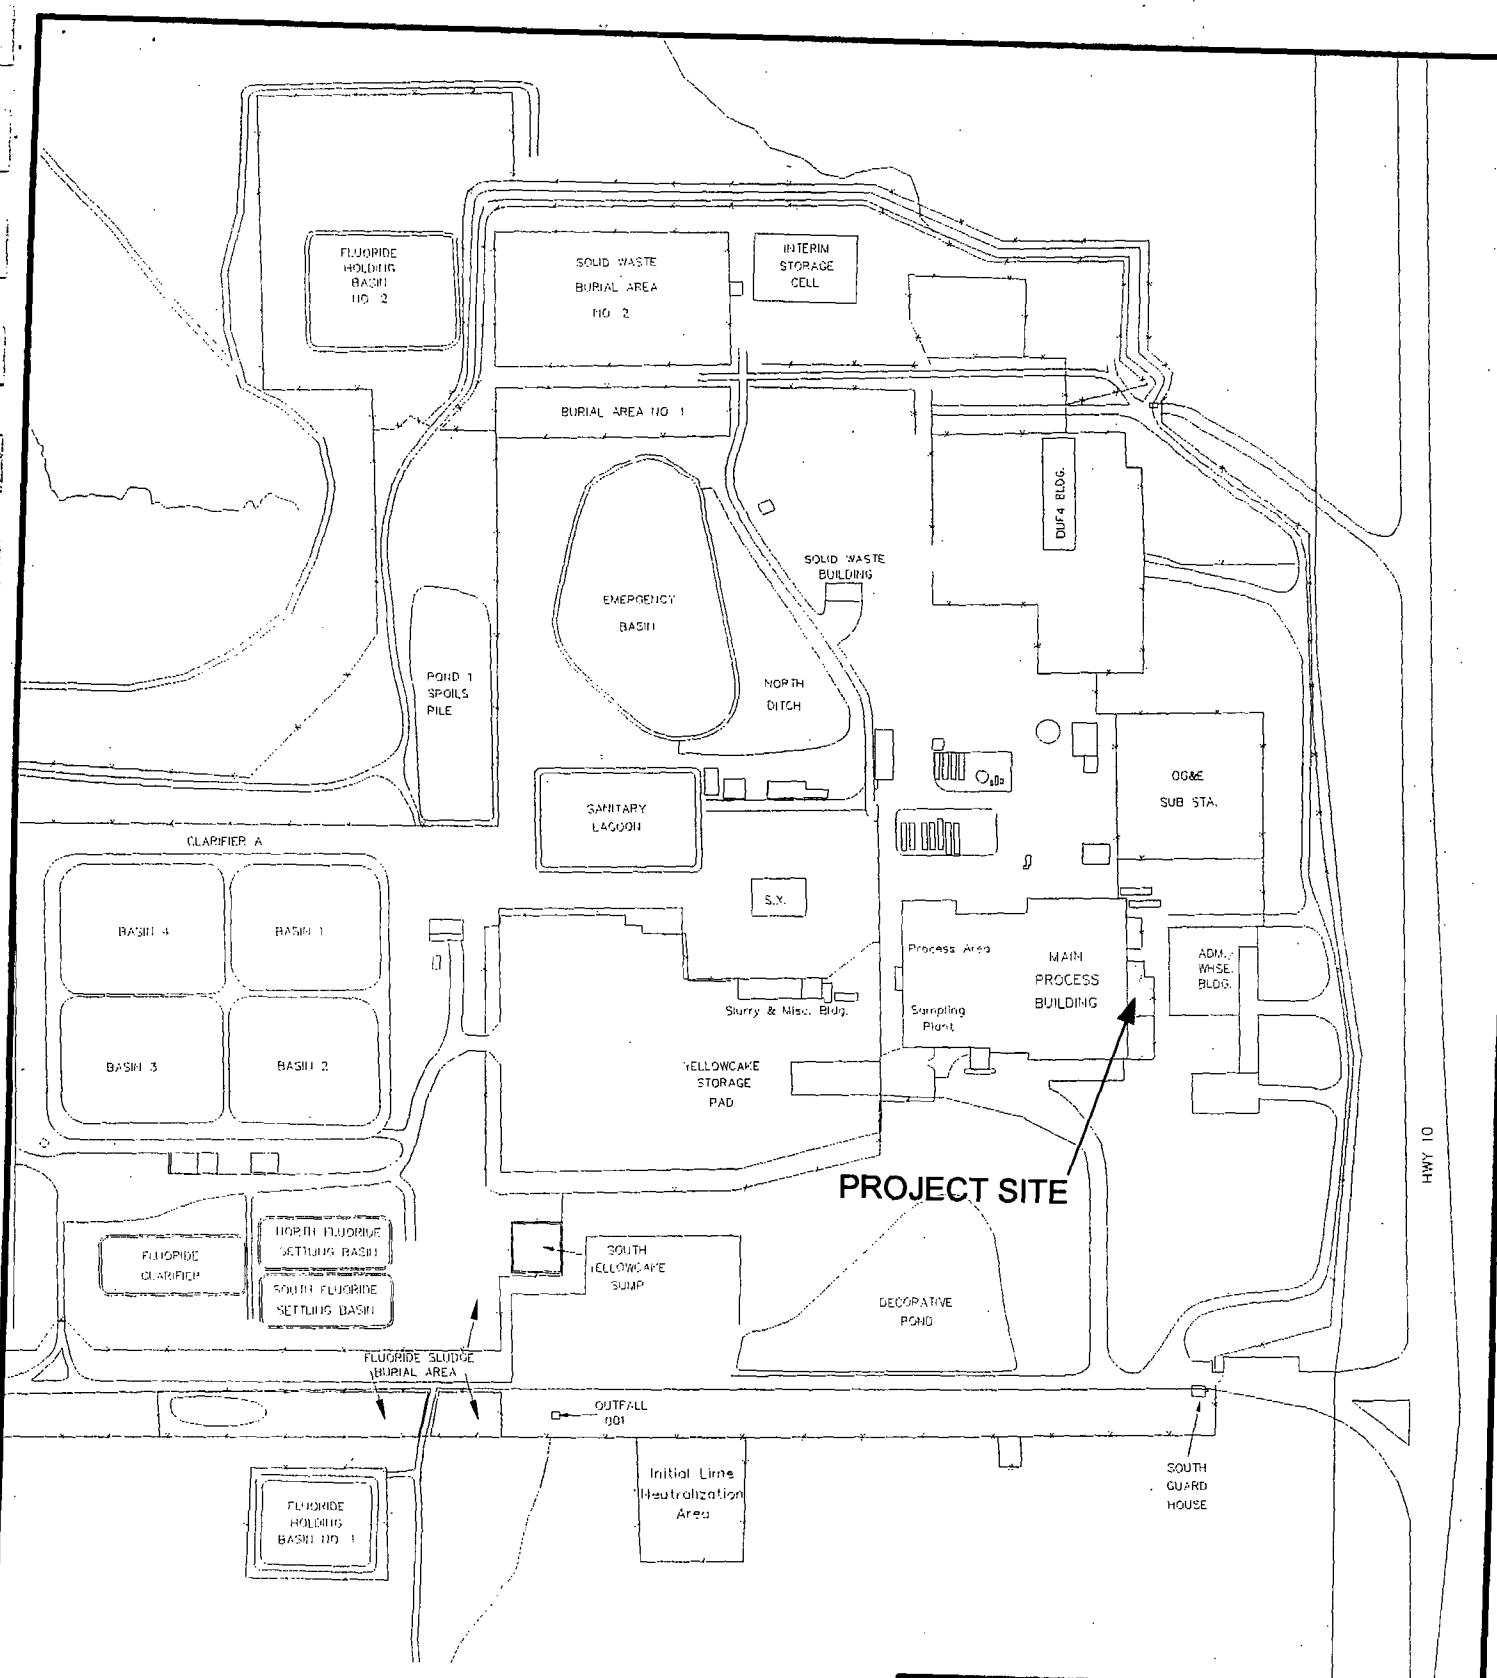 FLUORIDE
HOLDING
BASIN
NO. 2
SOLID WASTE
BURIAL AREA
NO. 2
INTERIM
STORAGE
CELL
BURIAL AREA NO. 1
DUF4 BLDG.
SOLID WASTE
BUILDING
EMERGENCY
BASIN
POND 1
SPOILS
PILE
NORTH
DITCH
OG&E
SUB STA.
SANITARY
LAGOON
CLARIFIER A
S.X.
BASIN 4
BASIN 1
Process Area
MAIN
PROCESS
BUILDING
ADM./
WHSE.
BLDG.
Slurry & Misc. Bldg.
Sampling
Plant
BASIN 3
BASIN 2
YELLOWCAKE
STORAGE
PAD
HWY 10
PROJECT SITE
NORTH FLUORIDE
SETTLING BASIN
FLUORIDE
CLARIFIER
SOUTH FLUORIDE
SETTLING BASIN
SOUTH
YELLOWCAKE
SUMP
DECORATIVE
POND
FLUORIDE SLUDGE
BURIAL AREA
OUTFALL
001
SOUTH
GUARD
HOUSE
Initial Lime
Neutralization
Area
FLUORIDE
HOLDING
BASIN NO. 1